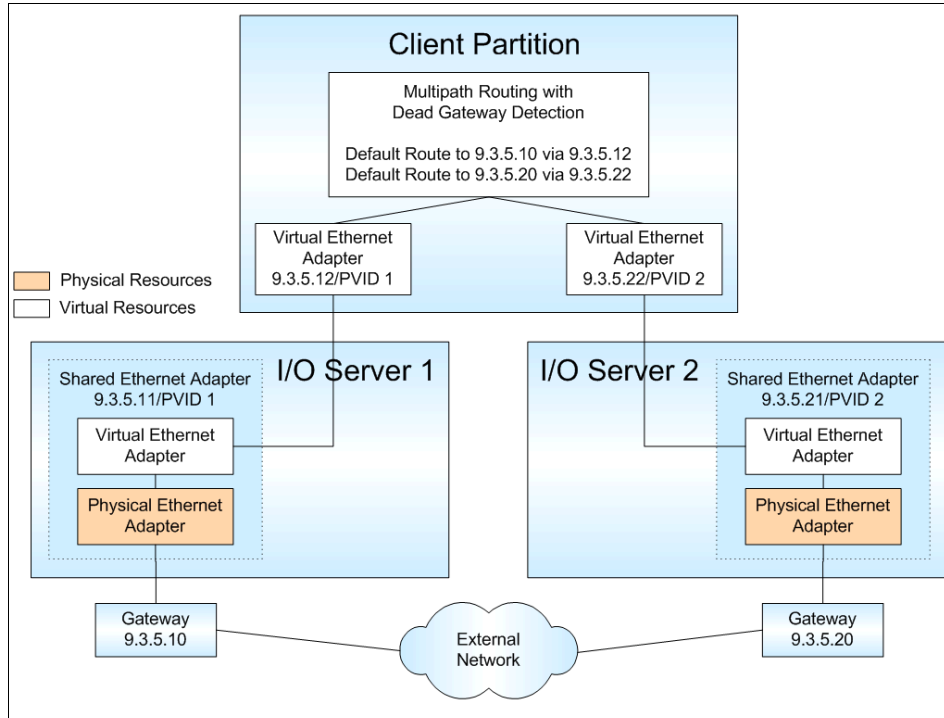 Client Partition
Multipath Routing with
Dead Gateway Detection
Default Route to 9.3.5.10 via 9.3.5.12
Default Route to 9.3.5.20 via 9.3.5.22
Virtual Ethernet
Adapter
9.3.5.12/PVID 1
Virtual Ethernet
Adapter
9.3.5.22/PVID 2
Physical Resources
Virtual Resources
I/O Server 1
Shared Ethernet Adapter
9.3.5.11/PVID 1
Virtual Ethernet
Adapter
Physical Ethernet
Adapter
I/O Server 2
Shared Ethernet Adapter
9.3.5.21/PVID 2
Virtual Ethernet
Adapter
Physical Ethernet
Adapter
Gateway
9.3.5.10
External
Network
Gateway
9.3.5.20